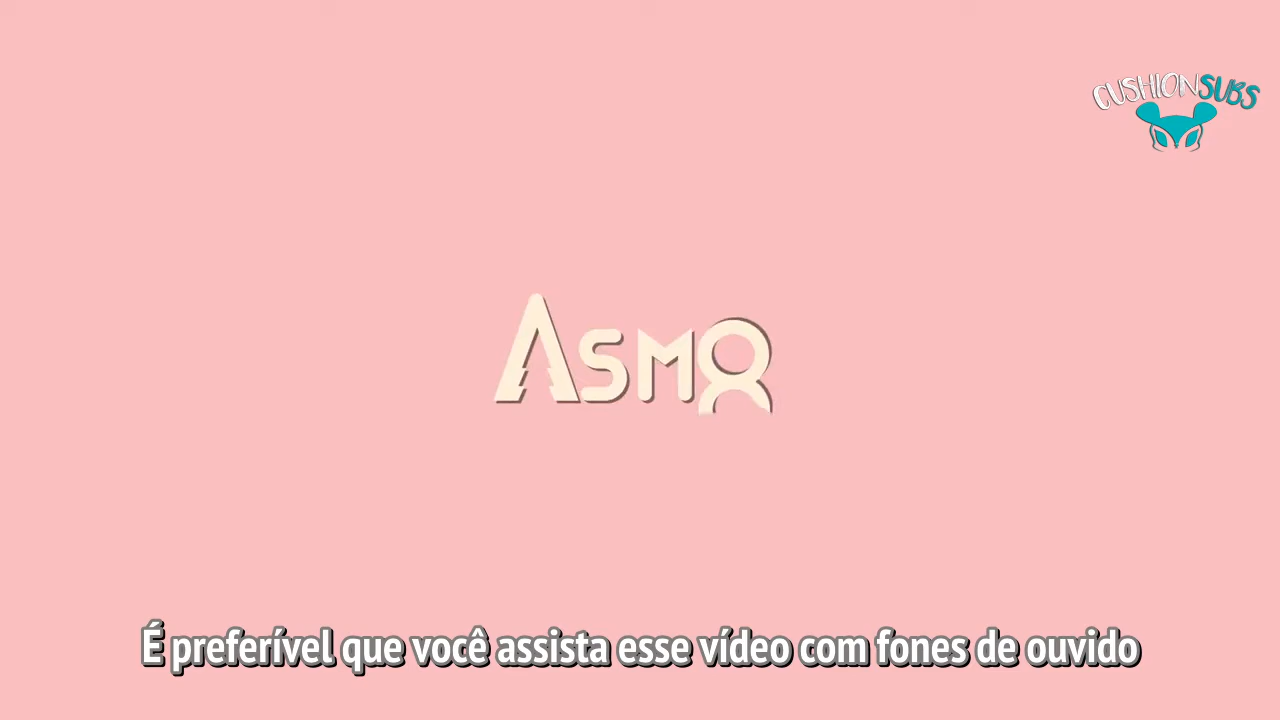 CUSHIONSUBS
ASMR
É preferível que você assista esse vídeo com fones de ouvido